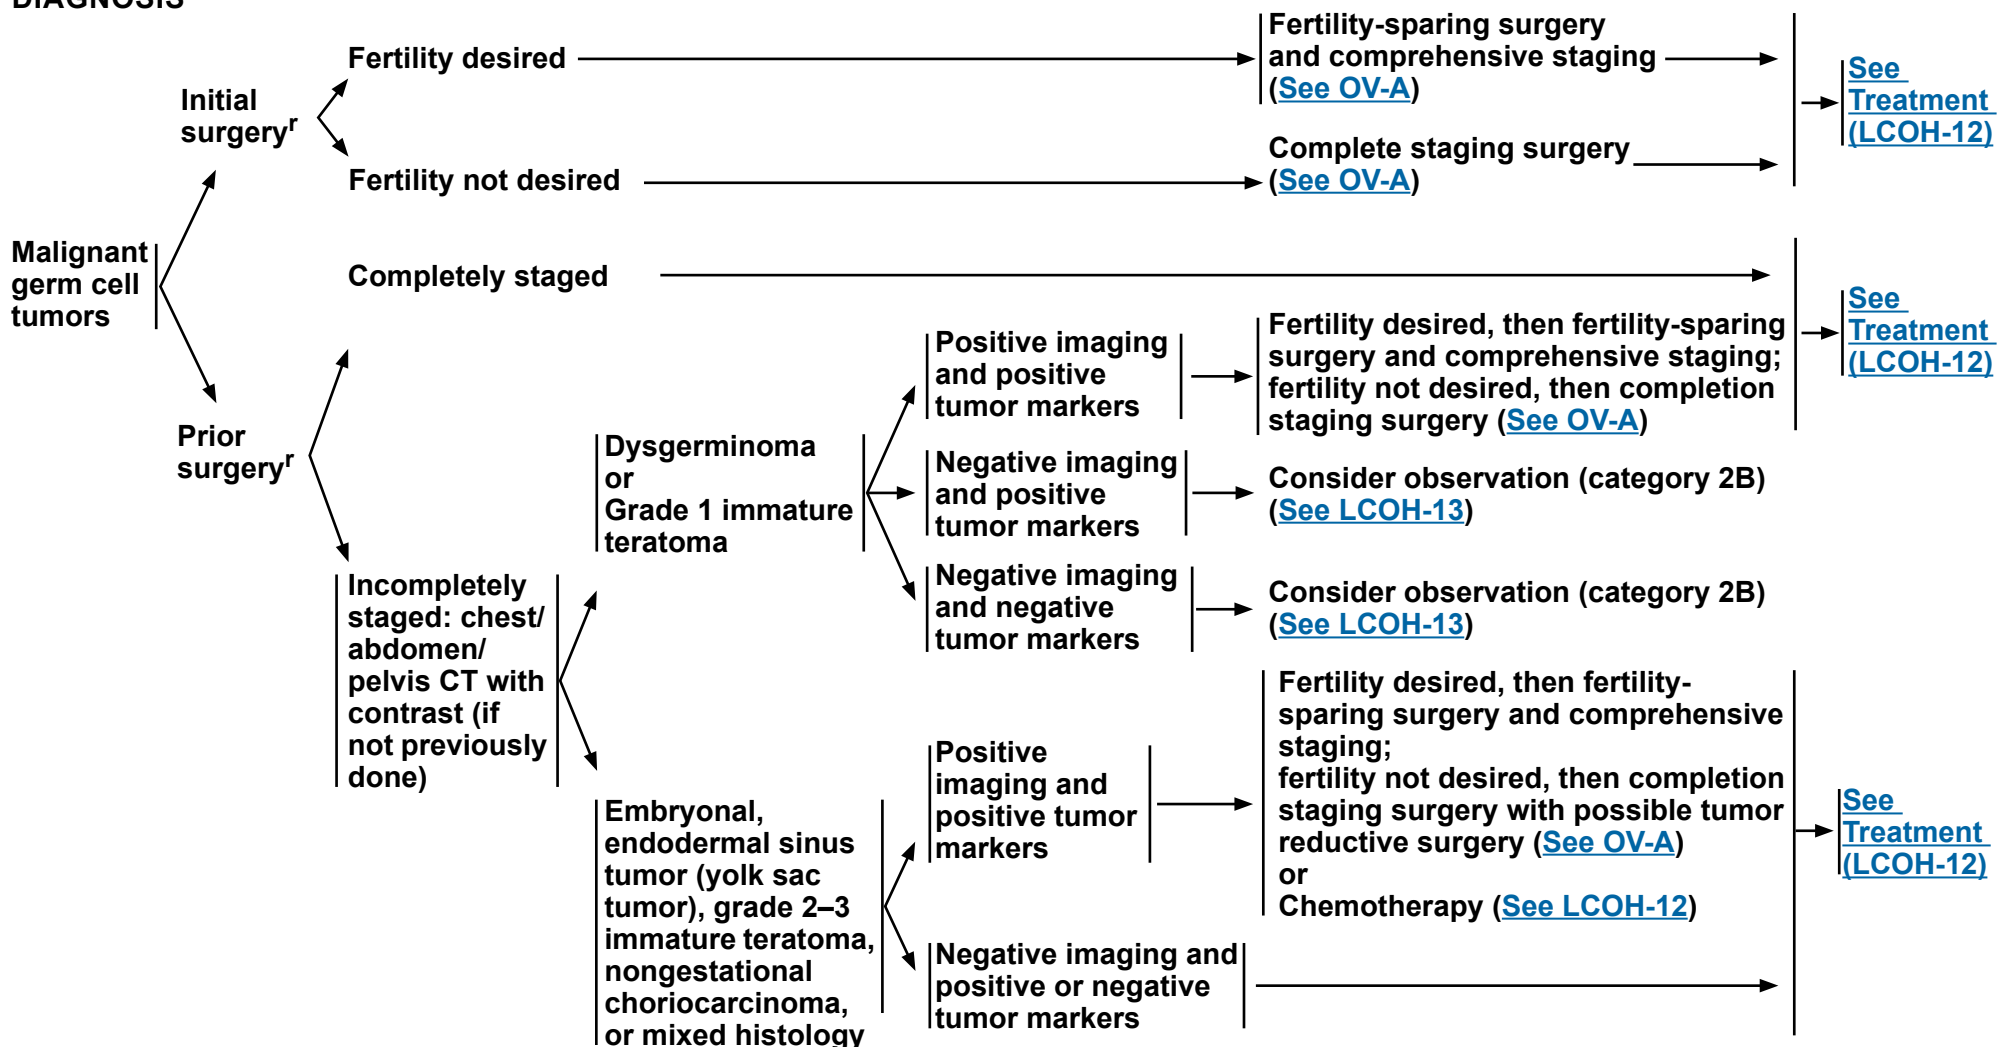 DIAGNOSIS
Malignant
germ cell
tumors
Initial
surgeryʳ
Fertility desired
Fertility-sparing surgery
and comprehensive staging
(See OV-A)
Fertility not desired
Complete staging surgery
(See OV-A)
See
Treatment
(LCOH-12)
Prior
surgeryʳ
Completely staged
See
Treatment
(LCOH-12)
Incompletely
staged: chest/
abdomen/
pelvis CT with
contrast (if
not previously
done)
Dysgerminoma
or
Grade 1 immature
teratoma
Positive imaging
and positive
tumor markers
Fertility desired, then fertility-sparing
surgery and comprehensive staging;
fertility not desired, then completion
staging surgery (See OV-A)
Negative imaging
and positive
tumor markers
Consider observation (category 2B)
(See LCOH-13)
Negative imaging
and negative
tumor markers
Consider observation (category 2B)
(See LCOH-13)
Embryonal,
endodermal sinus
tumor (yolk sac
tumor), grade 2–3
immature teratoma,
nongestational
choriocarcinoma,
or mixed histology
Positive
imaging and
positive tumor
markers
Fertility desired, then fertility-
sparing surgery and comprehensive
staging;
fertility not desired, then completion
staging surgery with possible tumor
reductive surgery (See OV-A)
or
Chemotherapy (See LCOH-12)
Negative imaging and
positive or negative
tumor markers
See
Treatment
(LCOH-12)